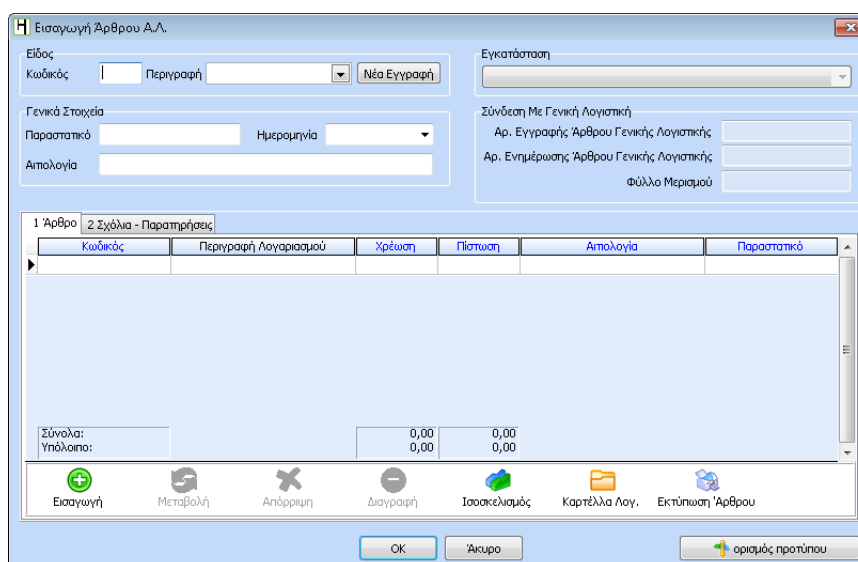 Εισαγωγή Άρθρου Α.Λ.
Είδος
Κωδικός Περιγραφή Νέα Εγγραφή
Εγκατάσταση
Γενικά Στοιχεία
Παραστατικό Ημερομηνία
Αιτιολογία
Σύνδεση Με Γενική Λογιστική
Αρ. Εγγραφής Άρθρου Γενικής Λογιστικής
Αρ. Ενημέρωσης Άρθρου Γενικής Λογιστικής
Φύλλο Μερισμού
1 Άρθρο 2 Σχόλια - Παρατηρήσεις
Κωδικός Περιγραφή Λογαριασμού Χρέωση Πίστωση Αιτιολογία Παραστατικό
Σύνολα: 0,00 0,00
Υπόλοιπο: 0,00 0,00
Εισαγωγή Μεταβολή Απόρριψη Διαγραφή Ισοσκελισμός Καρτέλλα Λογ. Εκτύπωση Άρθρου
OK Άκυρο ορισμός προτύπου